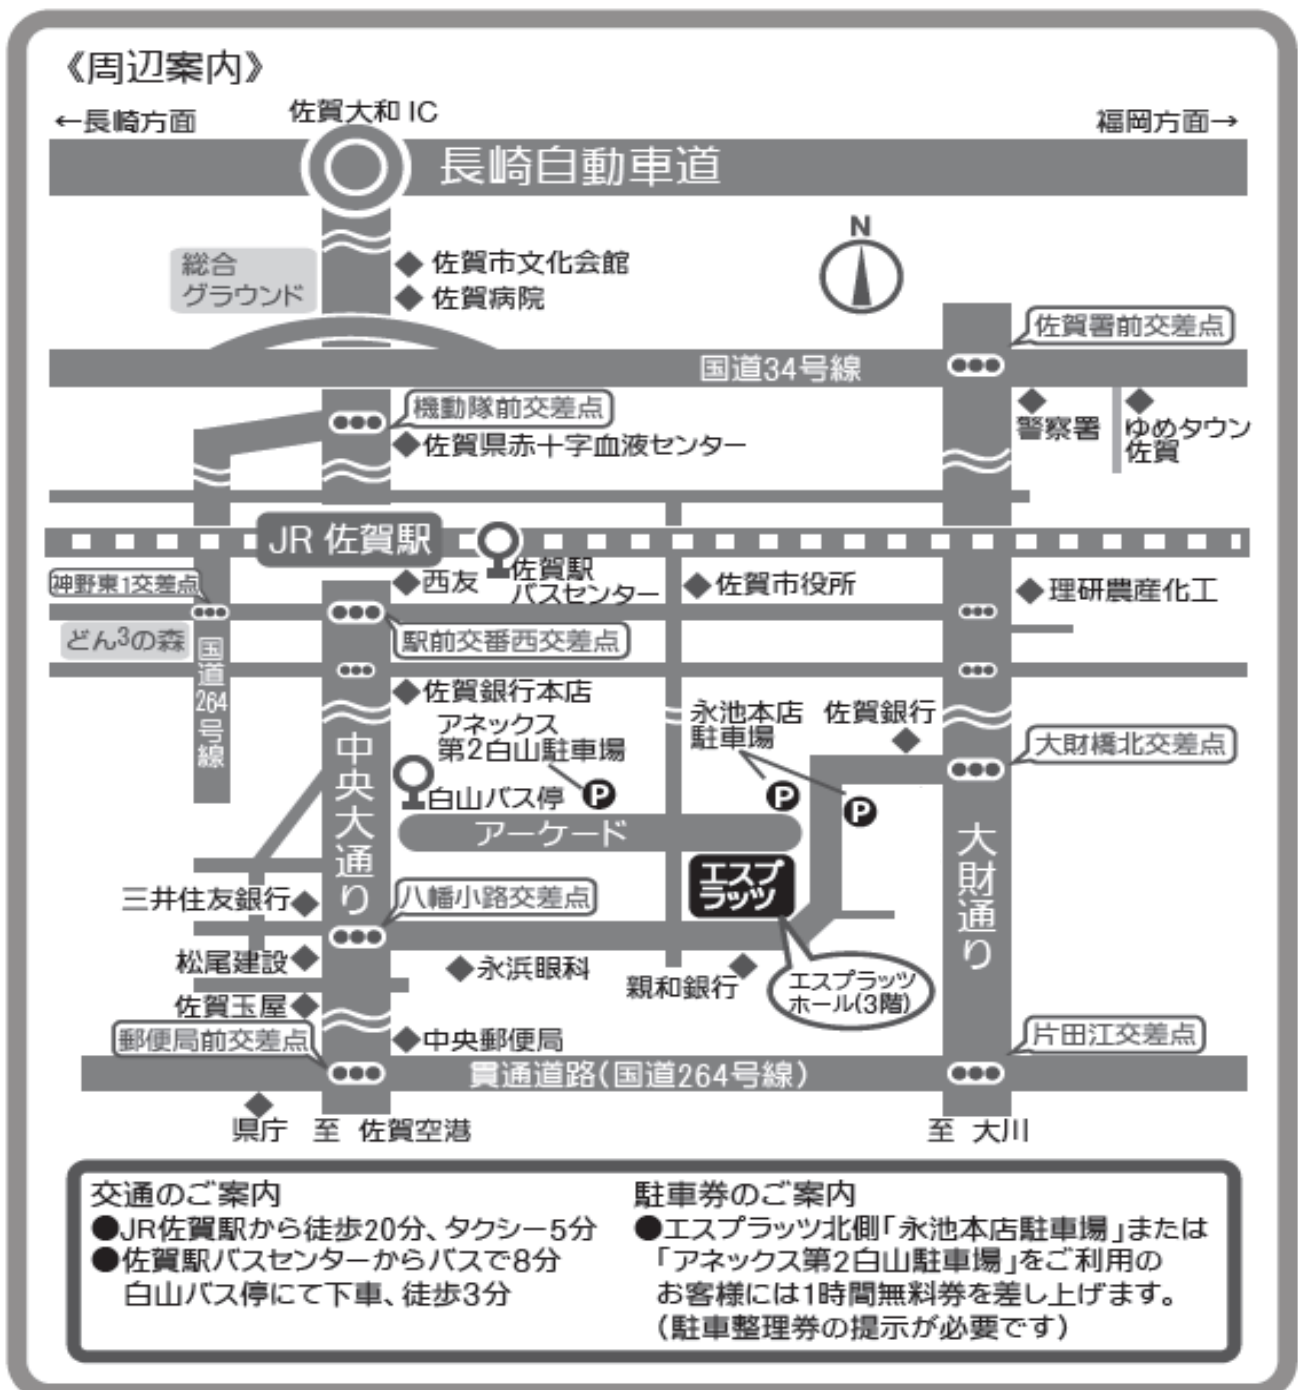 《周辺案内》
←長崎方面
佐賀大和 IC
福岡方面→
長崎自動車道
N
総合
グラウンド
佐賀市文化会館
佐賀病院
佐賀署前交差点
国道34号線
機動隊前交差点
佐賀県赤十字血液センター
警察署
ゆめタウン
佐賀
JR 佐賀駅
神野東1交差点
西友
佐賀駅
バスセンター
佐賀市役所
理研農産化工
どん3の森
駅前交番西交差点
国道264号線
佐賀銀行本店
アネックス
第2白山駐車場
永池本店
駐車場
佐賀銀行
大財橋北交差点
中央大通り
白山バス停
P
P
P
アーケード
大財通り
エスプ
ラッツ
三井住友銀行
八幡小路交差点
松尾建設
永浜眼科
親和銀行
エスプラッツ
ホール(3階)
佐賀玉屋
郵便局前交差点
中央郵便局
片田江交差点
貫通道路(国道264号線)
県庁
至 佐賀空港
至 大川
交通のご案内
●JR佐賀駅から徒歩20分、タクシー5分
●佐賀駅バスセンターからバスで8分
白山バス停にて下車、徒歩3分
駐車券のご案内
●エスプラッツ北側「永池本店駐車場」または
「アネックス第2白山駐車場」をご利用の
お客様には1時間無料券を差し上げます。
(駐車整理券の提示が必要です)